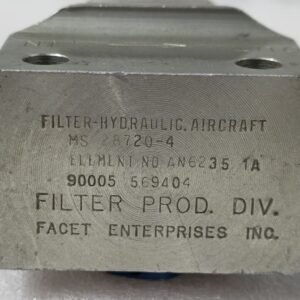 FILTER-HYDRAULIC, AIRCRAFT
MS 28720-4
ELEMENT NO AN6235 1A
90005 569404
FILTER PROD. DIV.
FACET ENTERPRISES INC.